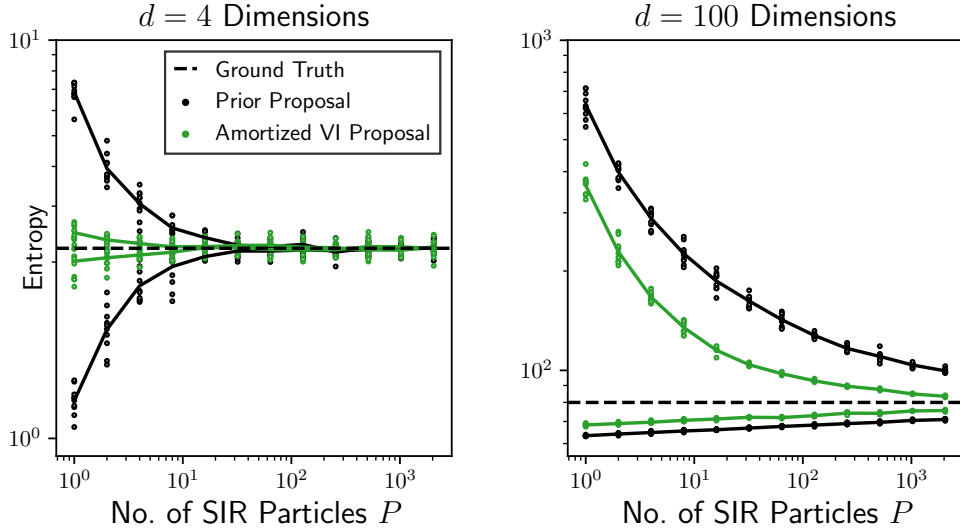 d = 4 Dimensions
10^1
10^0
Entropy
Ground Truth
Prior Proposal
Amortized VI Proposal
10^0 10^1 10^2 10^3
No. of SIR Particles P
d = 100 Dimensions
10^3
10^2
10^0 10^1 10^2 10^3
No. of SIR Particles P